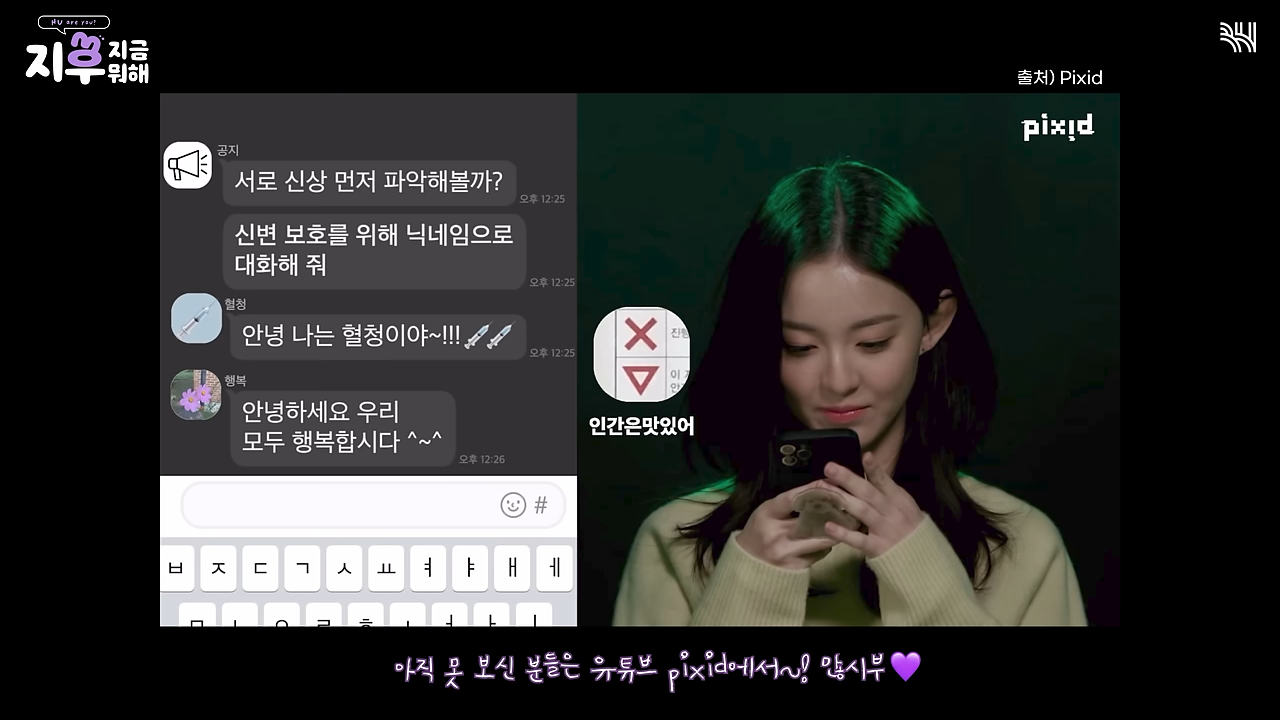 HU are you?
지우 지금
뭐해
출처) Pixid
pixid
공지
서로 신상 먼저 파악해볼까?
오후 12:25
신변 보호를 위해 닉네임으로
대화해 줘
오후 12:25
혈청
안녕 나는 혈청이야~!!!
오후 12:25
행복
안녕하세요 우리
모두 행복합시다 ^~^
오후 12:26
진행
이
인간은맛있어
#
ㅂ ㅈ ㄷ ㄱ ㅅ ㅛ ㅕ ㅑ ㅐ ㅔ
아직 못 보신 분들은 유튜브 pixid에서~! 많시부💜